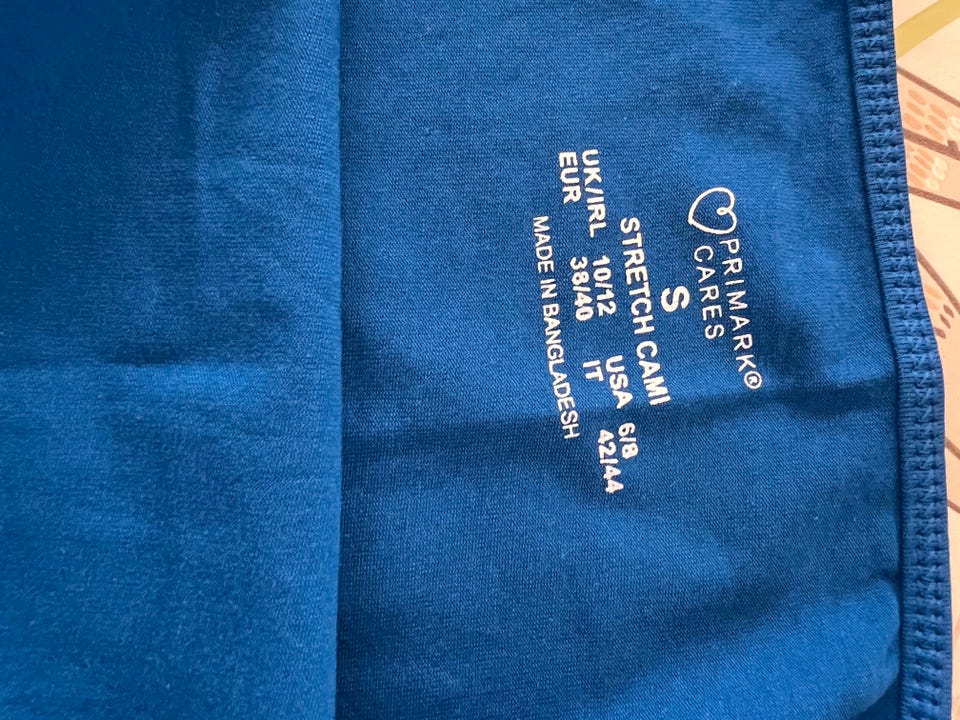 PRIMARK®
CARES
S
STRETCH CAMI
UK/IRL 10/12 USA 6/8
EUR 38/40 IT 42/44
MADE IN BANGLADESH